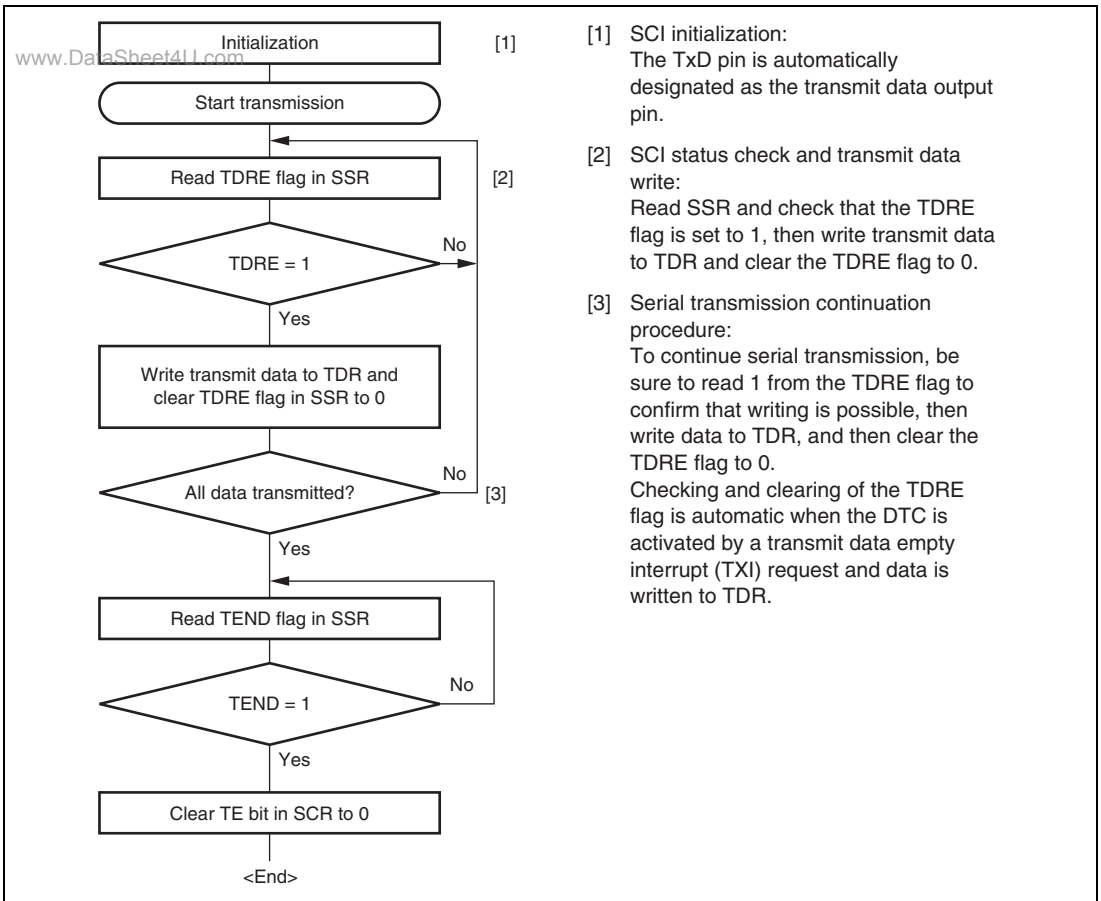 Initialization
[1]
www.DataSheet4U.com
Start transmission
Read TDRE flag in SSR
[2]
TDRE = 1
No
Yes
Write transmit data to TDR and
clear TDRE flag in SSR to 0
All data transmitted?
No
[3]
Yes
Read TEND flag in SSR
TEND = 1
No
Yes
Clear TE bit in SCR to 0
<End>
[1] SCI initialization:
The TxD pin is automatically
designated as the transmit data output
pin.
[2] SCI status check and transmit data
write:
Read SSR and check that the TDRE
flag is set to 1, then write transmit data
to TDR and clear the TDRE flag to 0.
[3] Serial transmission continuation
procedure:
To continue serial transmission, be
sure to read 1 from the TDRE flag to
confirm that writing is possible, then
write data to TDR, and then clear the
TDRE flag to 0.
Checking and clearing of the TDRE
flag is automatic when the DTC is
activated by a transmit data empty
interrupt (TXI) request and data is
written to TDR.